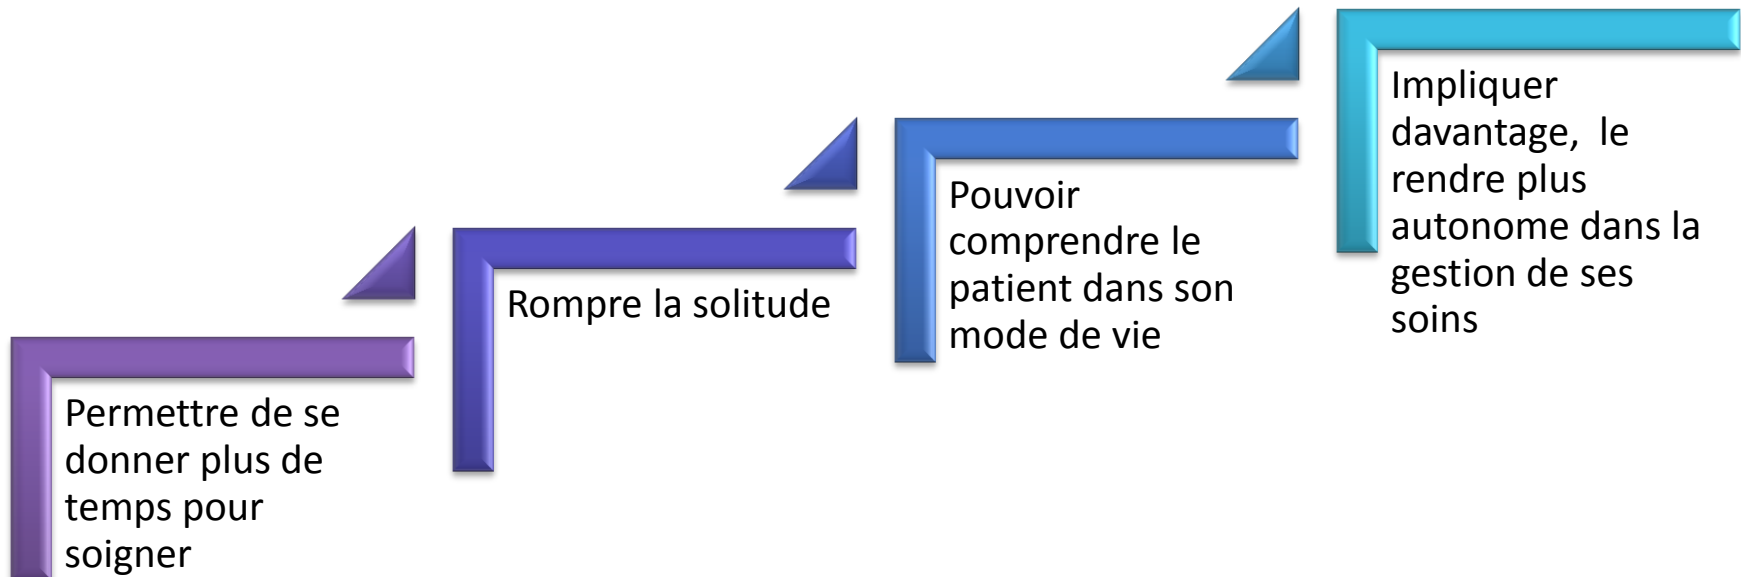 Permettre de se
donner plus de
temps pour
soigner
Rompre la solitude
Pouvoir
comprendre le
patient dans son
mode de vie
Impliquer
davantage,  le
rendre plus
autonome dans la
gestion de ses
soins